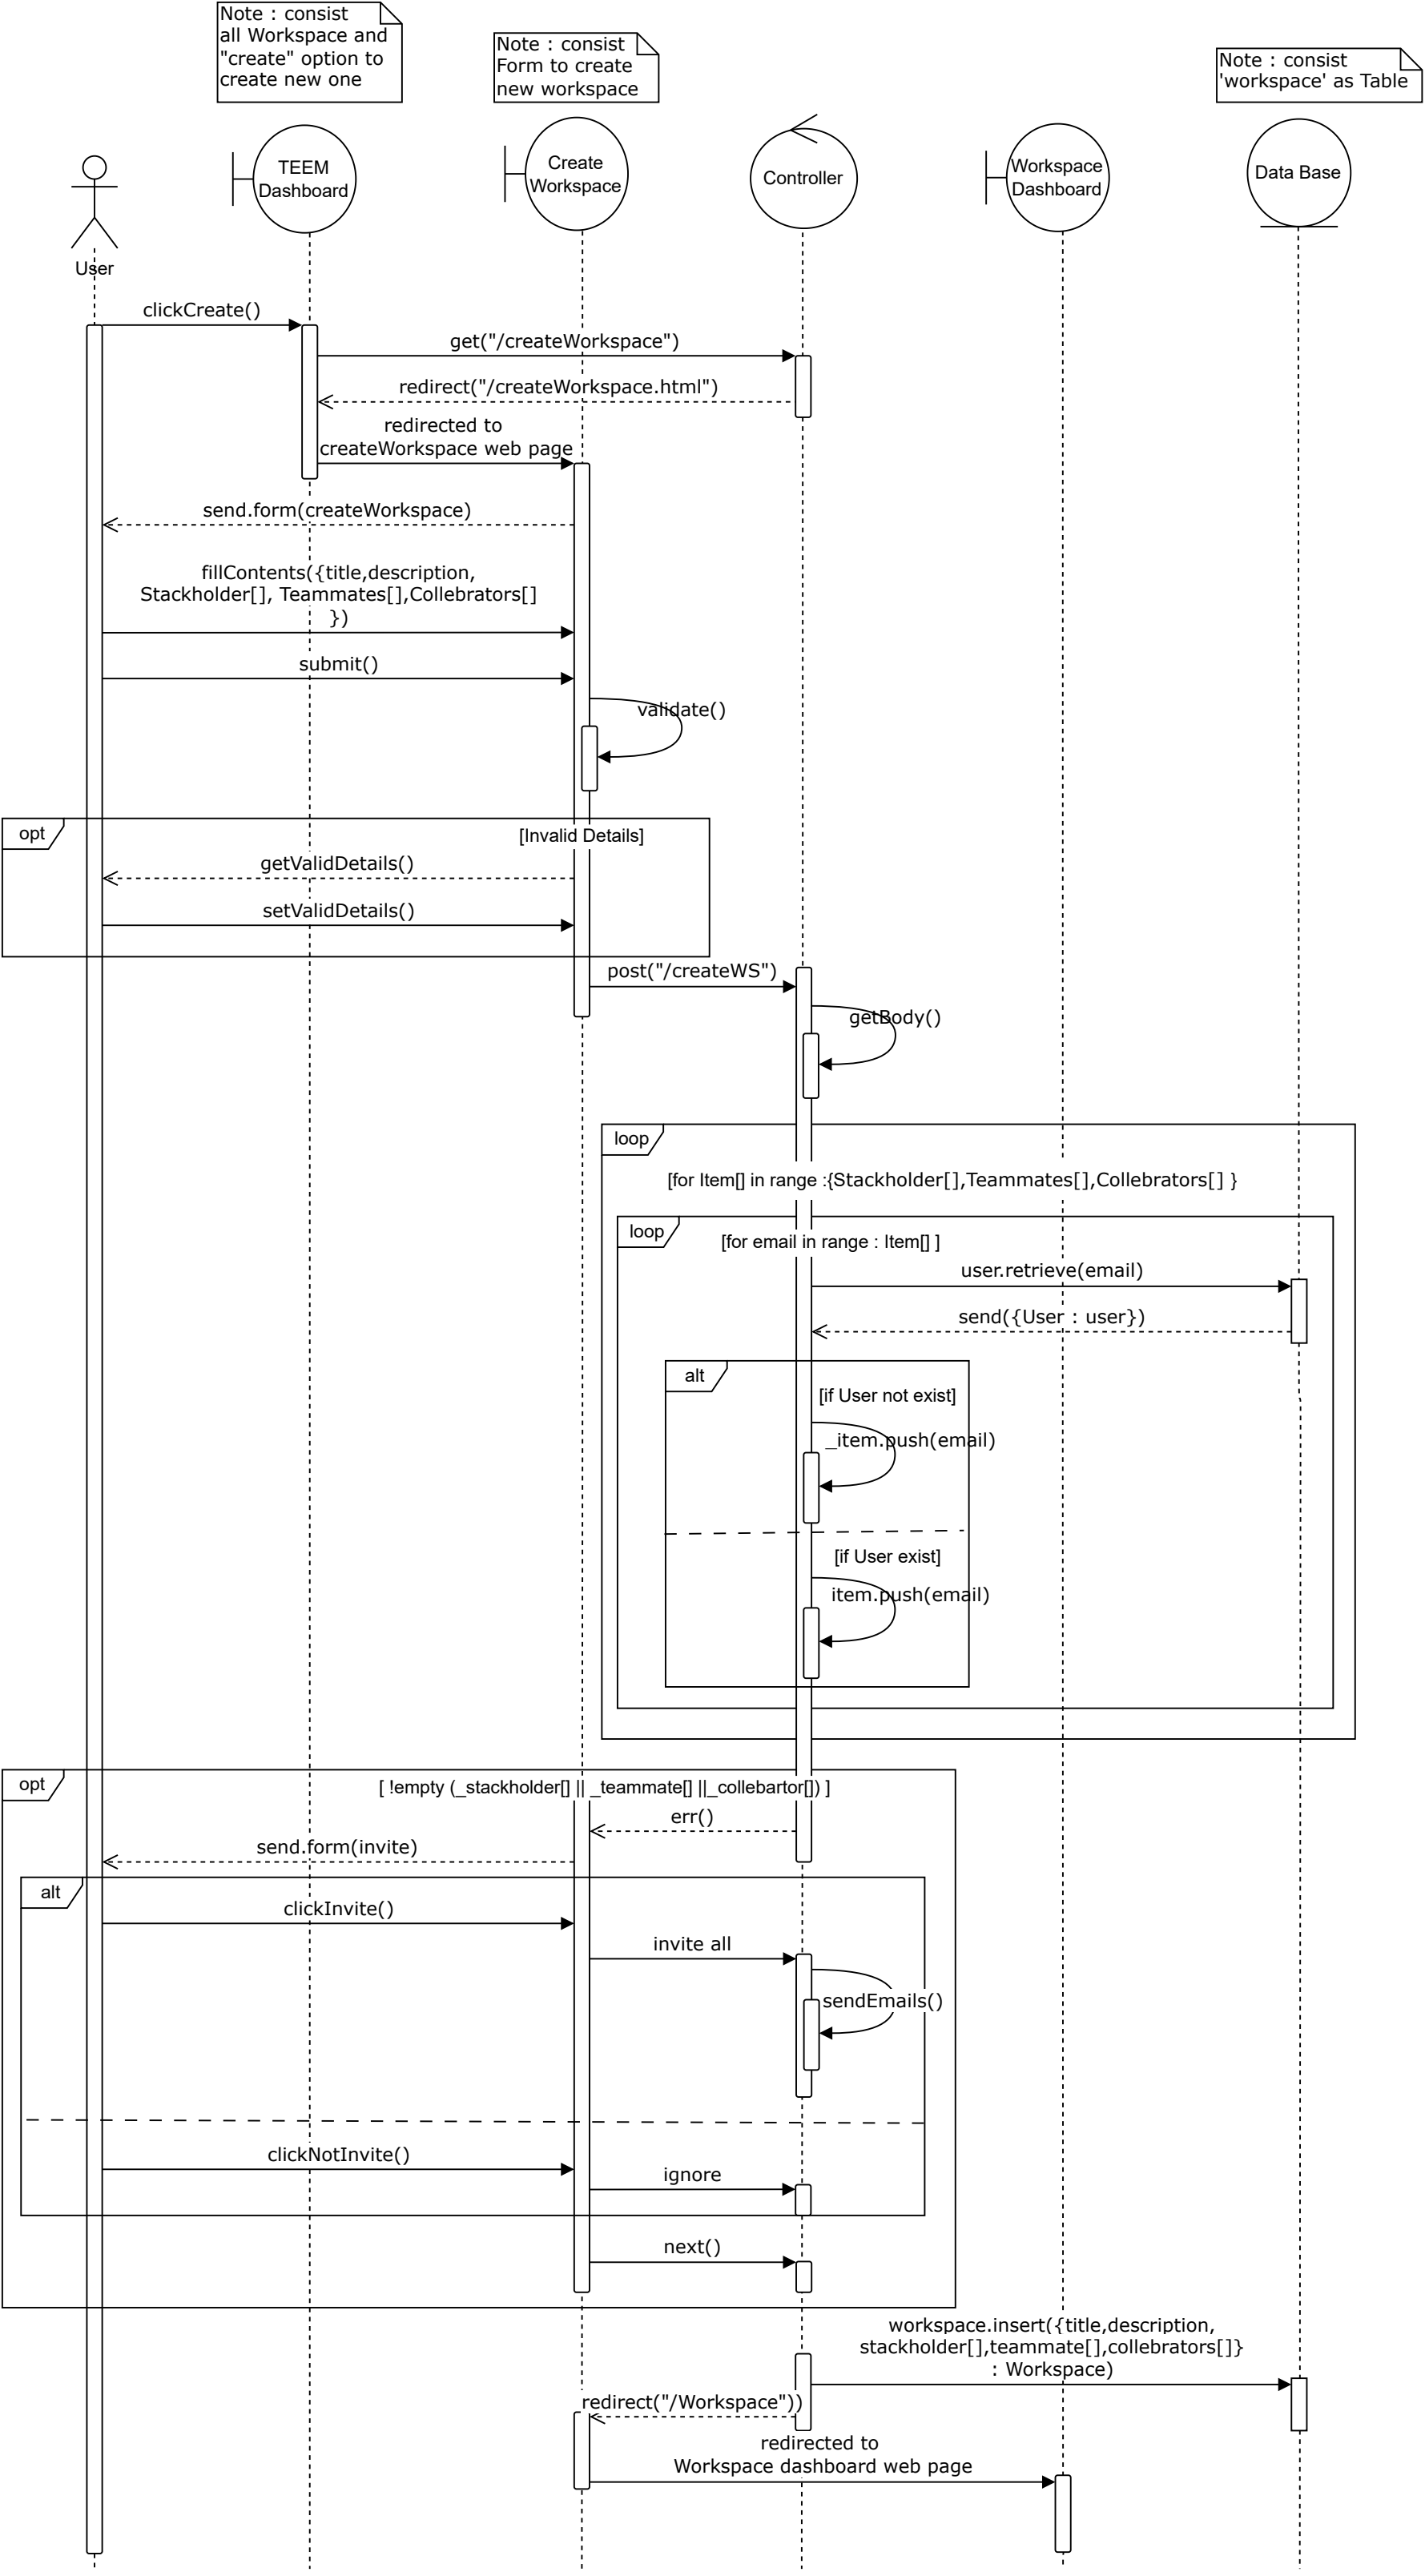 Note : consist
all Workspace and
"create" option to
create new one
Note : consist
Form to create
new workspace
Note : consist
'workspace' as Table
User
TEEM
Dashboard
Create
Workspace
Controller
Workspace
Dashboard
Data Base
clickCreate()
get("/createWorkspace")
redirect("/createWorkspace.html")
redirected to
createWorkspace web page
send.form(createWorkspace)
fillContents({title,description,
Stackholder[], Teammates[],Collebrators[]
})
submit()
validate()
opt
[Invalid Details]
getValidDetails()
setValidDetails()
post("/createWS")
getBody()
loop
[for Item[] in range :{Stackholder[],Teammates[],Collebrators[] }
loop
[for email in range : Item[] ]
user.retrieve(email)
send({User : user})
alt
[if User not exist]
_item.push(email)
[if User exist]
item.push(email)
opt
[ !empty (_stackholder[] || _teammate[] ||_collebartor[]) ]
err()
send.form(invite)
alt
clickInvite()
invite all
sendEmails()
clickNotInvite()
ignore
next()
workspace.insert({title,description,
stackholder[],teammate[],collebrators[]}
: Workspace)
redirect("/Workspace"))
redirected to
Workspace dashboard web page